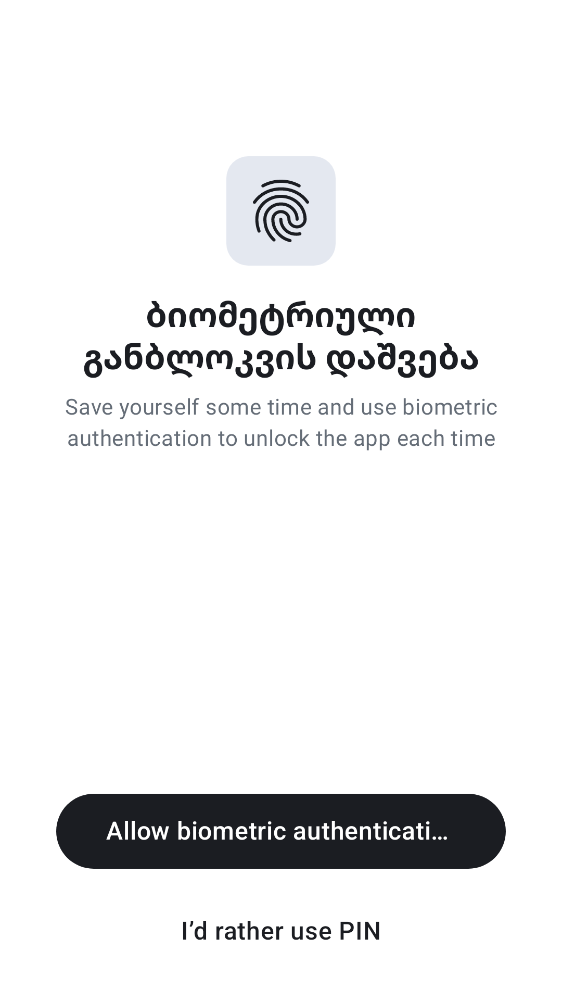 ბიომეტრიული
განბლოკვის დაშვება
Save yourself some time and use biometric
authentication to unlock the app each time
Allow biometric authenticati…
I’d rather use PIN